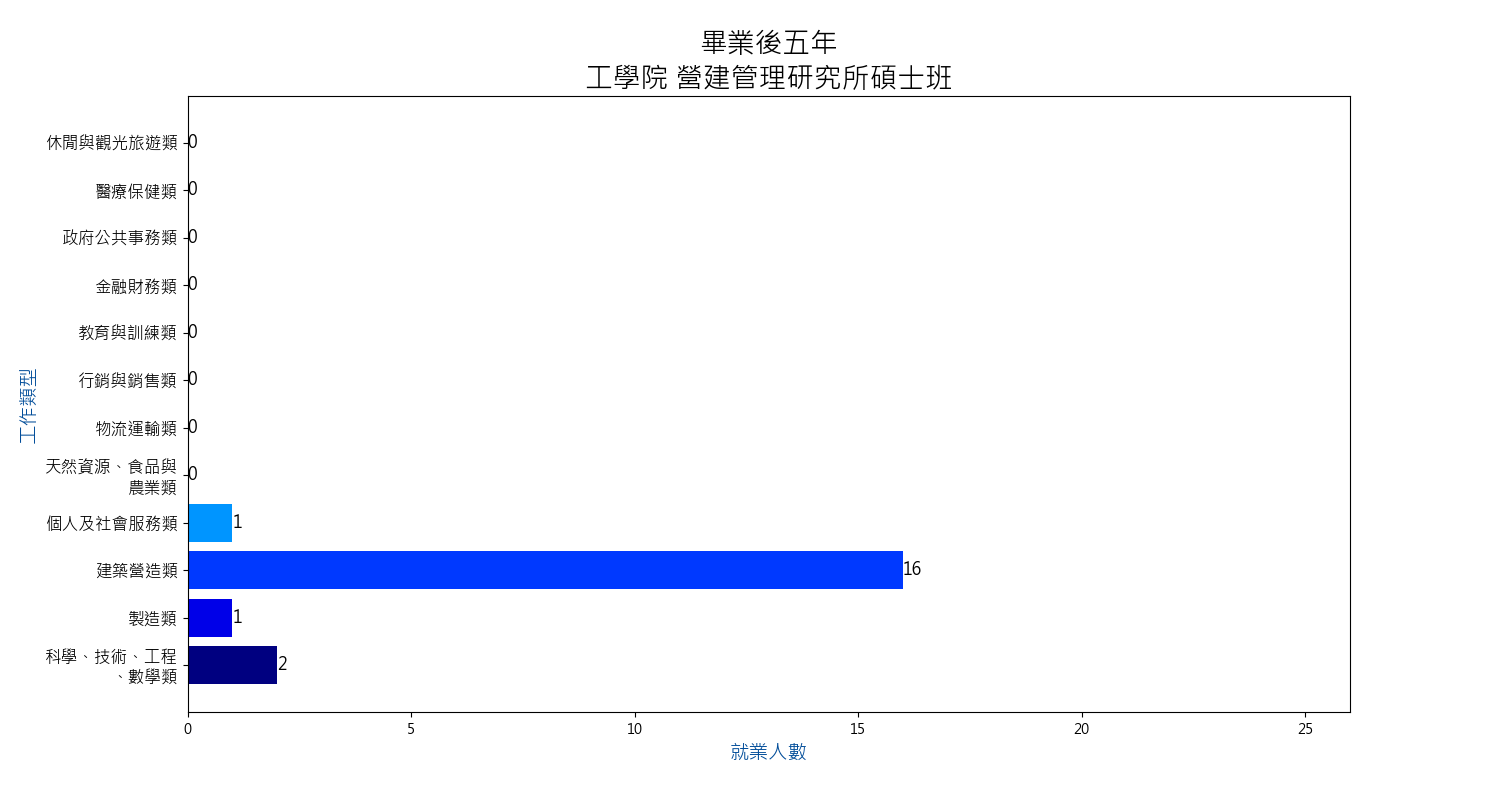 畢業後五年
工學院 營建管理研究所碩士班
工作類型
休閒與觀光旅遊類 0
醫療保健類 0
政府公共事務類 0
金融財務類 0
教育與訓練類 0
行銷與銷售類 0
物流運輸類 0
天然資源、食品與
農業類 0
個人及社會服務類 1
建築營造類 16
製造類 1
科學、技術、工程
、數學類 2
0 5 10 15 20 25
就業人數